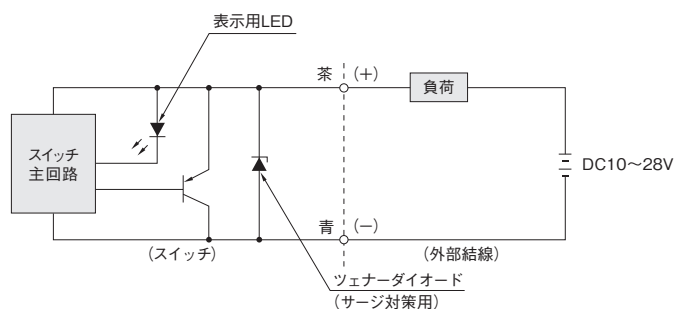 表示用LED
茶 (+)
負荷
スイッチ
主回路
DC10～28V
青 (−)
(スイッチ)
(外部結線)
ツェナーダイオード
(サージ対策用)